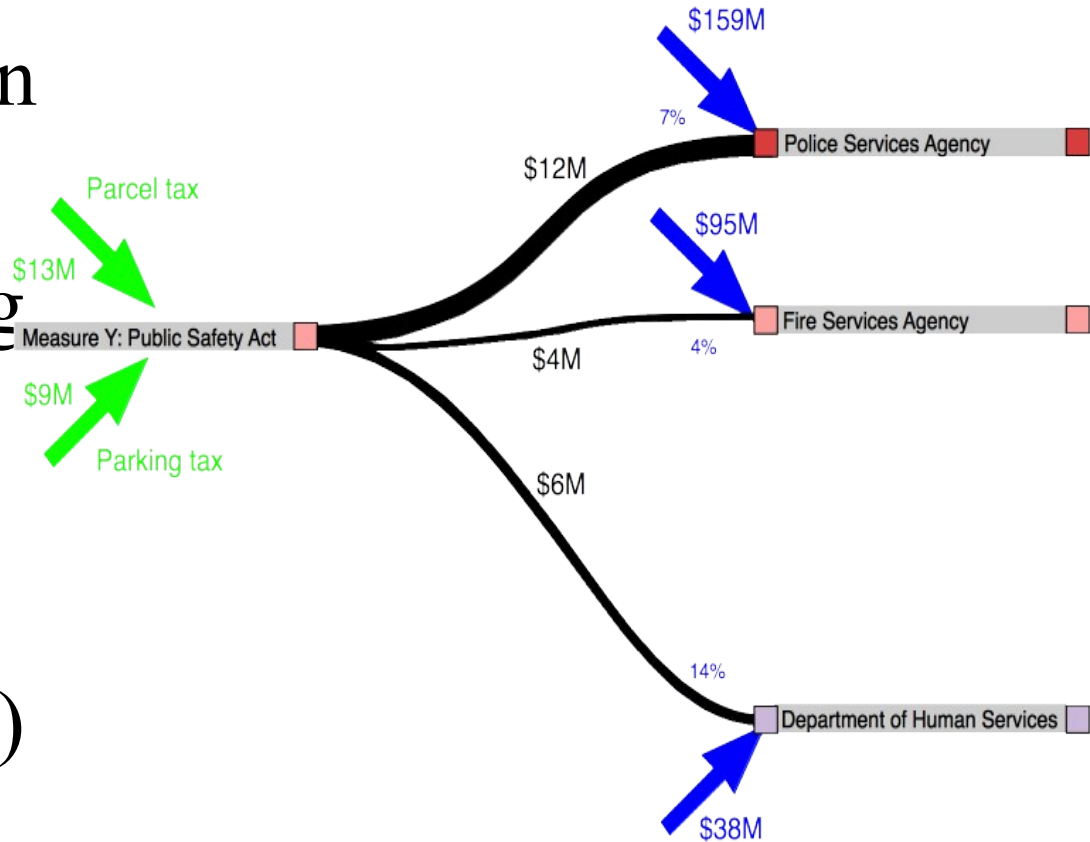 n
g
)
Parcel tax
$13M
Measure Y: Public Safety Act
$9M
Parking tax
$12M
$4M
$6M
$159M
7%
Police Services Agency
$95M
Fire Services Agency
4%
14%
Department of Human Services
$38M